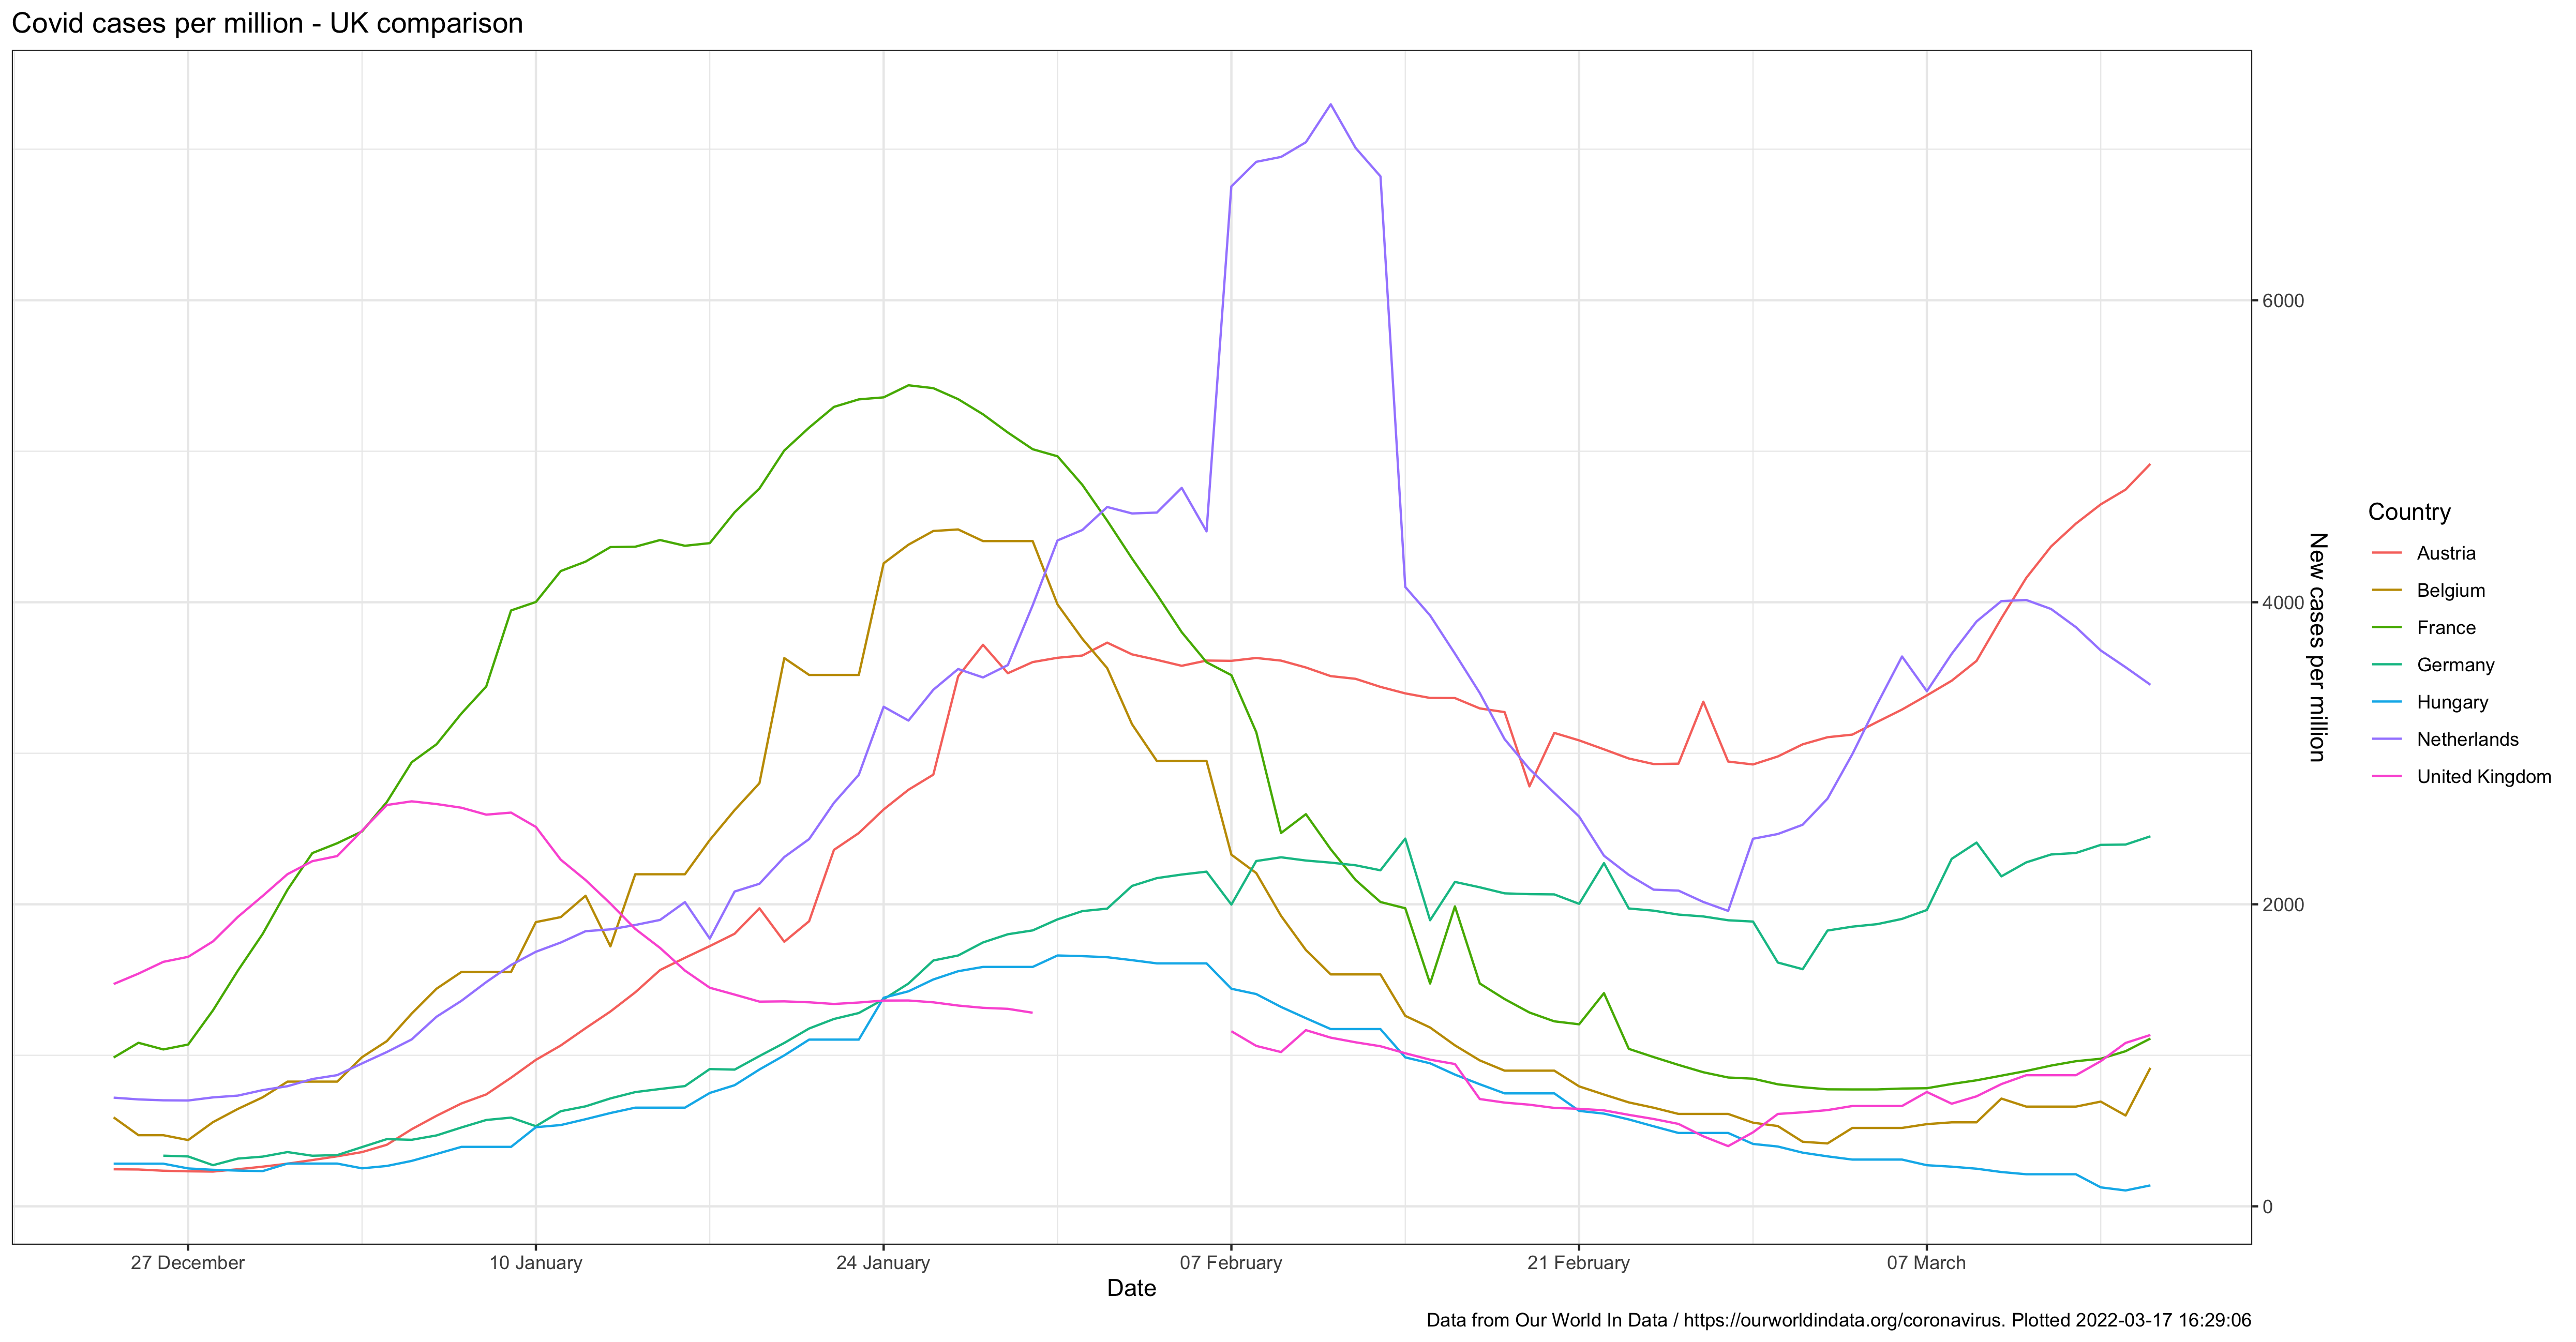 Covid cases per million - UK comparison
6000
4000
2000
0
New cases per million
27 December
10 January
24 January
07 February
21 February
07 March
Date
Country
Austria
Belgium
France
Germany
Hungary
Netherlands
United Kingdom
Data from Our World In Data / https://ourworldindata.org/coronavirus. Plotted 2022-03-17 16:29:06